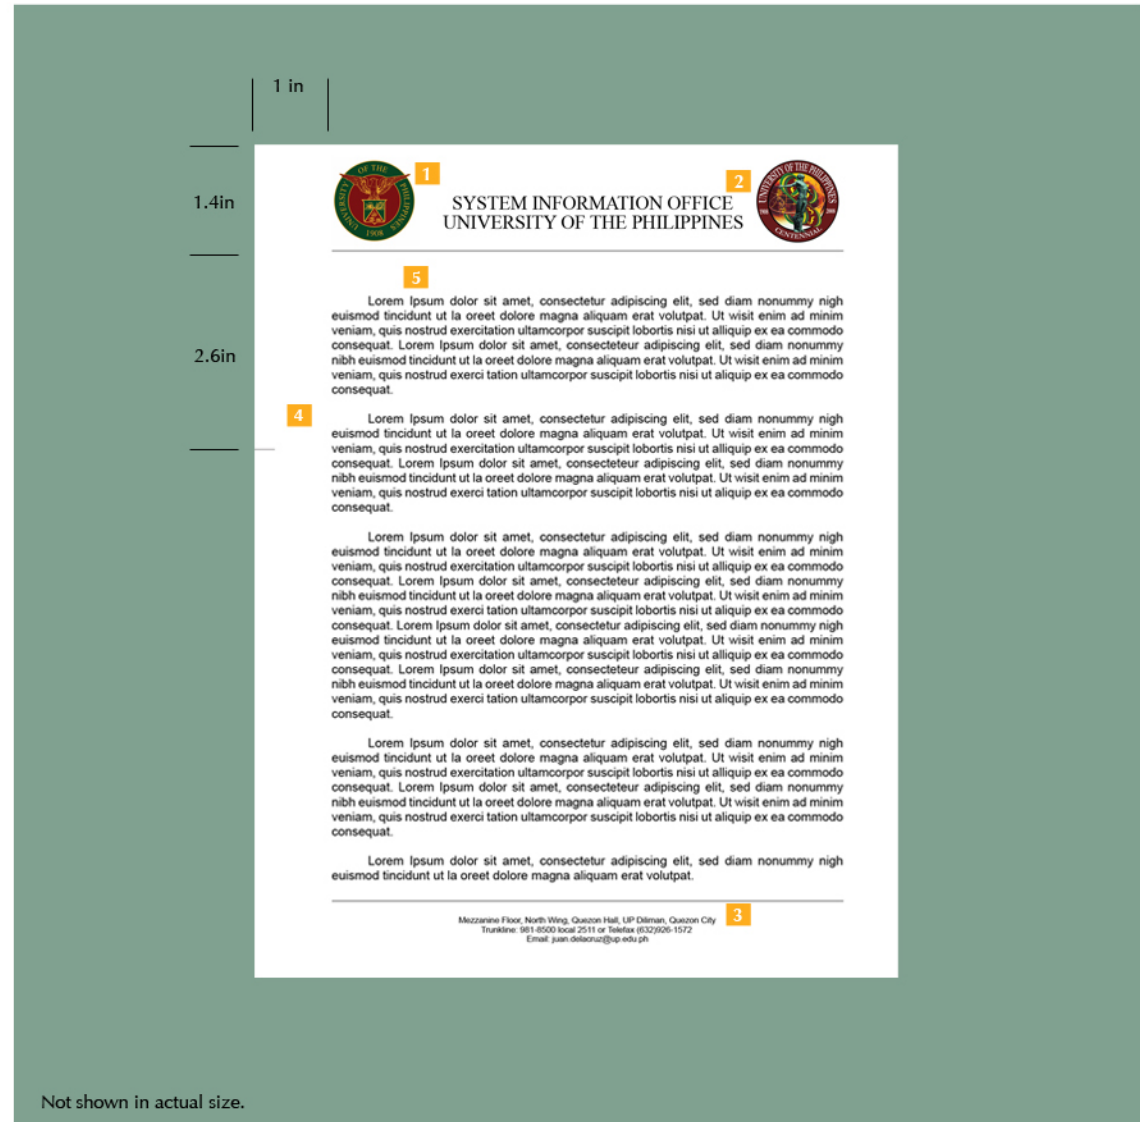 1 in
1.4in
2.6in
UNIVERSITY OF THE PHILIPPINES
1908
1
SYSTEM INFORMATION OFFICE
UNIVERSITY OF THE PHILIPPINES
2
UNIVERSITY OF THE PHILIPPINES
1908 2008
CENTENNIAL
5
Lorem Ipsum dolor sit amet, consectetur adipiscing elit, sed diam nonummy nigh
euismod tincidunt ut la oreet dolore magna aliquam erat volutpat. Ut wisit enim ad minim
veniam, quis nostrud exercitation ultamcorpor suscipit lobortis nisi ut alliquip ex ea commodo
consequat. Lorem Ipsum dolor sit amet, consecteteur adipiscing elit, sed diam nonummy
nibh euismod tincidunt ut la oreet dolore magna aliquam erat volutpat. Ut wisit enim ad minim
veniam, quis nostrud exerci tation ultamcorpor suscipit lobortis nisi ut aliquip ex ea commodo
consequat.
4
Lorem Ipsum dolor sit amet, consectetur adipiscing elit, sed diam nonummy nigh
euismod tincidunt ut la oreet dolore magna aliquam erat volutpat. Ut wisit enim ad minim
veniam, quis nostrud exercitation ultamcorpor suscipit lobortis nisi ut alliquip ex ea commodo
consequat. Lorem Ipsum dolor sit amet, consecteteur adipiscing elit, sed diam nonummy
nibh euismod tincidunt ut la oreet dolore magna aliquam erat volutpat. Ut wisit enim ad minim
veniam, quis nostrud exerci tation ultamcorpor suscipit lobortis nisi ut aliquip ex ea commodo
consequat.
Lorem Ipsum dolor sit amet, consectetur adipiscing elit, sed diam nonummy nigh
euismod tincidunt ut la oreet dolore magna aliquam erat volutpat. Ut wisit enim ad minim
veniam, quis nostrud exercitation ultamcorpor suscipit lobortis nisi ut alliquip ex ea commodo
consequat. Lorem Ipsum dolor sit amet, consecteteur adipiscing elit, sed diam nonummy
nibh euismod tincidunt ut la oreet dolore magna aliquam erat volutpat. Ut wisit enim ad minim
veniam, quis nostrud exerci tation ultamcorpor suscipit lobortis nisi ut aliquip ex ea commodo
consequat. Lorem Ipsum dolor sit amet, consectetur adipiscing elit, sed diam nonummy nigh
euismod tincidunt ut la oreet dolore magna aliquam erat volutpat. Ut wisit enim ad minim
veniam, quis nostrud exercitation ultamcorpor suscipit lobortis nisi ut alliquip ex ea commodo
consequat. Lorem Ipsum dolor sit amet, consecteteur adipiscing elit, sed diam nonummy
nibh euismod tincidunt ut la oreet dolore magna aliquam erat volutpat. Ut wisit enim ad minim
veniam, quis nostrud exerci tation ultamcorpor suscipit lobortis nisi ut aliquip ex ea commodo
consequat.
Lorem Ipsum dolor sit amet, consectetur adipiscing elit, sed diam nonummy nigh
euismod tincidunt ut la oreet dolore magna aliquam erat volutpat. Ut wisit enim ad minim
veniam, quis nostrud exercitation ultamcorpor suscipit lobortis nisi ut alliquip ex ea commodo
consequat. Lorem Ipsum dolor sit amet, consecteteur adipiscing elit, sed diam nonummy
nibh euismod tincidunt ut la oreet dolore magna aliquam erat volutpat. Ut wisit enim ad minim
veniam, quis nostrud exerci tation ultamcorpor suscipit lobortis nisi ut aliquip ex ea commodo
consequat.
Lorem Ipsum dolor sit amet, consectetur adipiscing elit, sed diam nonummy nigh
euismod tincidunt ut la oreet dolore magna aliquam erat volutpat.
3
Mezzanine Floor, North Wing, Quezon Hall, UP Diliman, Quezon City
Trunkline: 981-8500 local 2511 or Telefax (632)926-1572
Email: juan.delacruz@up.edu.ph
Not shown in actual size.